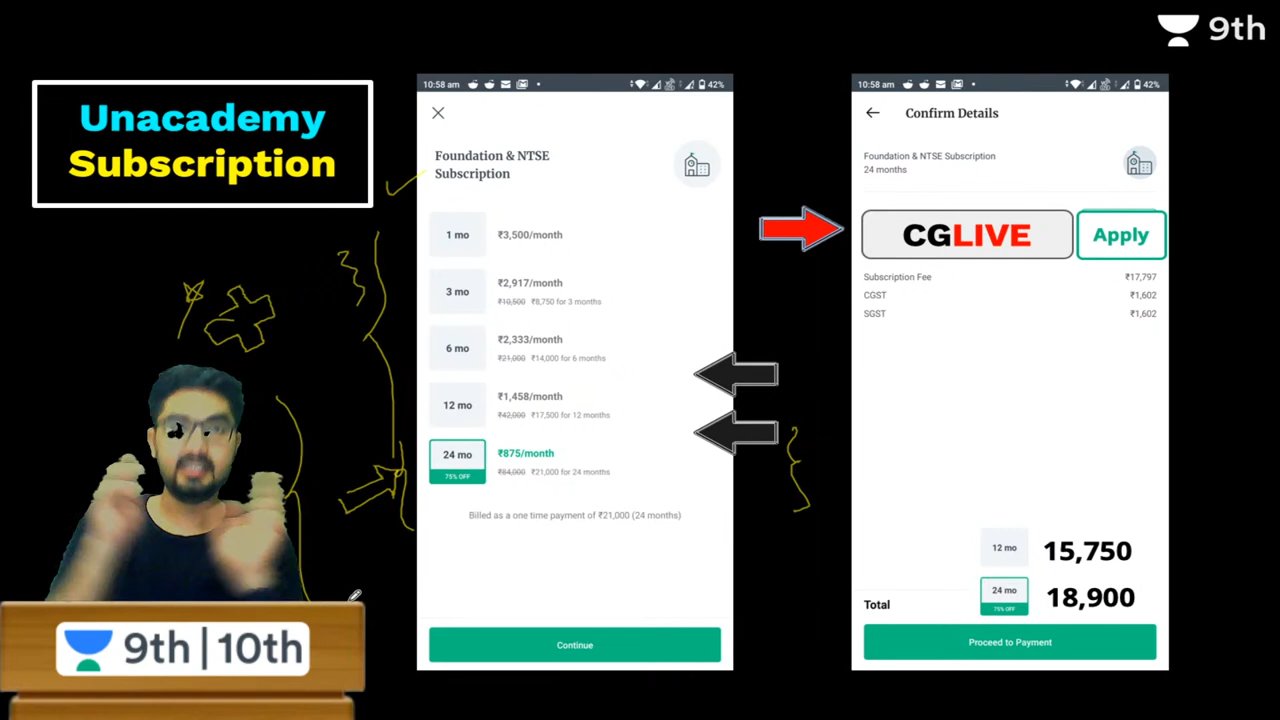 9th
Unacademy
Subscription
10:58 am
42%
Foundation & NTSE
Subscription
1 mo
₹3,500/month
3 mo
₹2,917/month
₹10,500 ₹8,750 for 3 months
6 mo
₹2,333/month
₹21,000 ₹14,000 for 6 months
12 mo
₹1,458/month
₹42,000 ₹17,500 for 12 months
24 mo
75% OFF
₹875/month
₹84,000 ₹21,000 for 24 months
Billed as a one time payment of ₹21,000 (24 months)
Continue
10:58 am
42%
Confirm Details
Foundation & NTSE Subscription
24 months
CGLIVE
Apply
Subscription Fee ₹17,797
CGST ₹1,602
SGST ₹1,602
12 mo 15,750
24 mo 18,900
75% OFF
Total
Proceed to Payment
9th | 10th